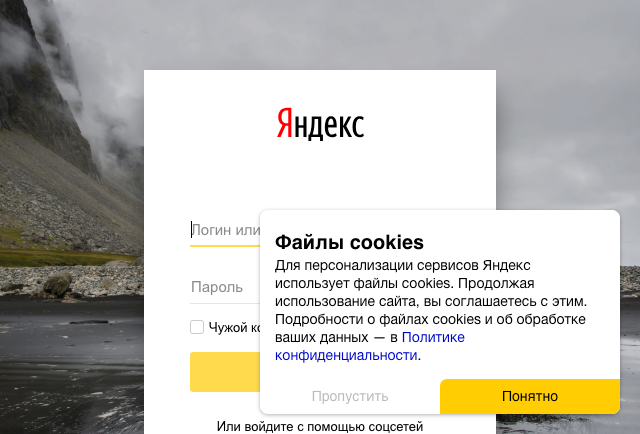 Яндекс
Логин или
Пароль
Чужой
Файлы cookies
Для персонализации сервисов Яндекс
использует файлы cookies. Продолжая
использование сайта, вы соглашаетесь с этим.
Подробности о файлах cookies и об обработке
ваших данных — в Политике
конфиденциальности.
Пропустить
Понятно
Или войдите с помощью соцсетей